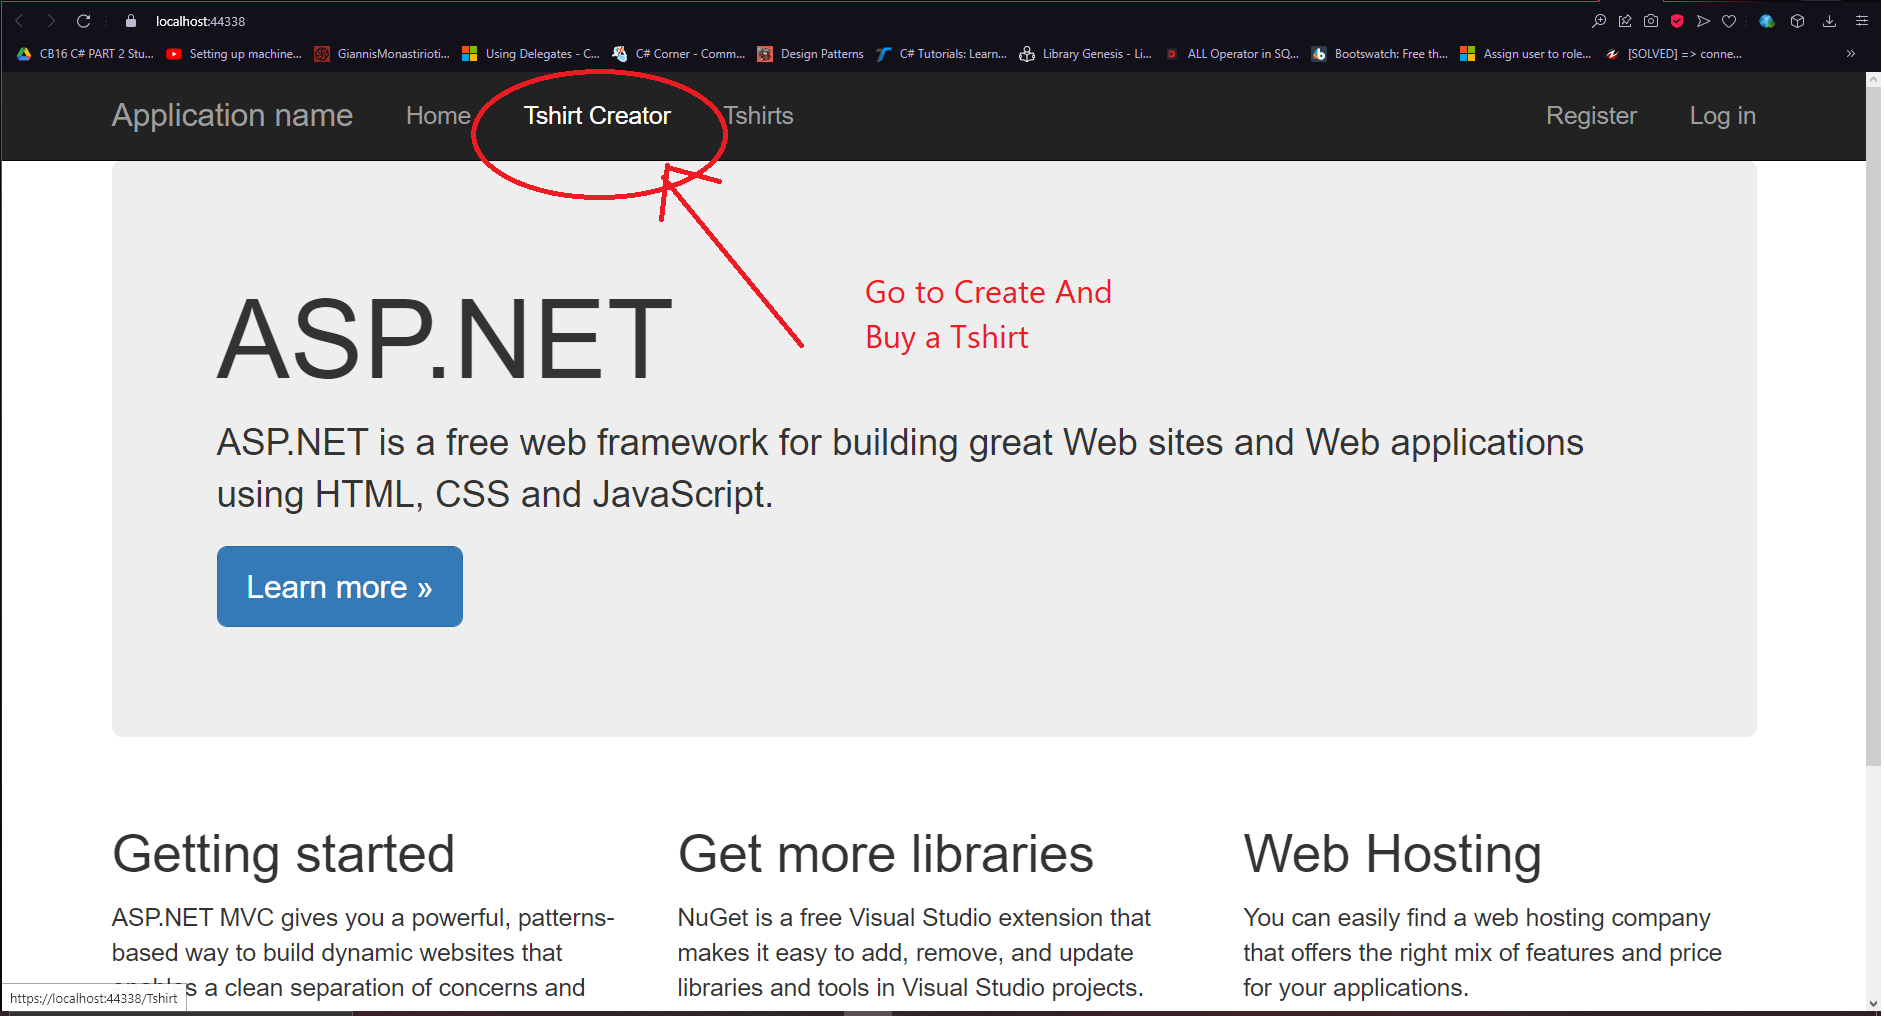 localhost:44338
CB16 C# PART 2 Stu... Setting up machine... GiannisMonastirioti... Using Delegates - C... C# Corner - Comm... Design Patterns C# Tutorials: Learn... Library Genesis - Li... ALL Operator in SQ... Bootswatch: Free th... Assign user to role... [SOLVED] => conne... »
Application name Home Tshirt Creator Tshirts Register Log in
Go to Create And
Buy a Tshirt
ASP.NET
ASP.NET is a free web framework for building great Web sites and Web applications
using HTML, CSS and JavaScript.
Learn more »
Getting started
ASP.NET MVC gives you a powerful, patterns-
based way to build dynamic websites that
enables a clean separation of concerns and
Get more libraries
NuGet is a free Visual Studio extension that
makes it easy to add, remove, and update
libraries and tools in Visual Studio projects.
Web Hosting
You can easily find a web hosting company
that offers the right mix of features and price
for your applications.
https://localhost:44338/Tshirt